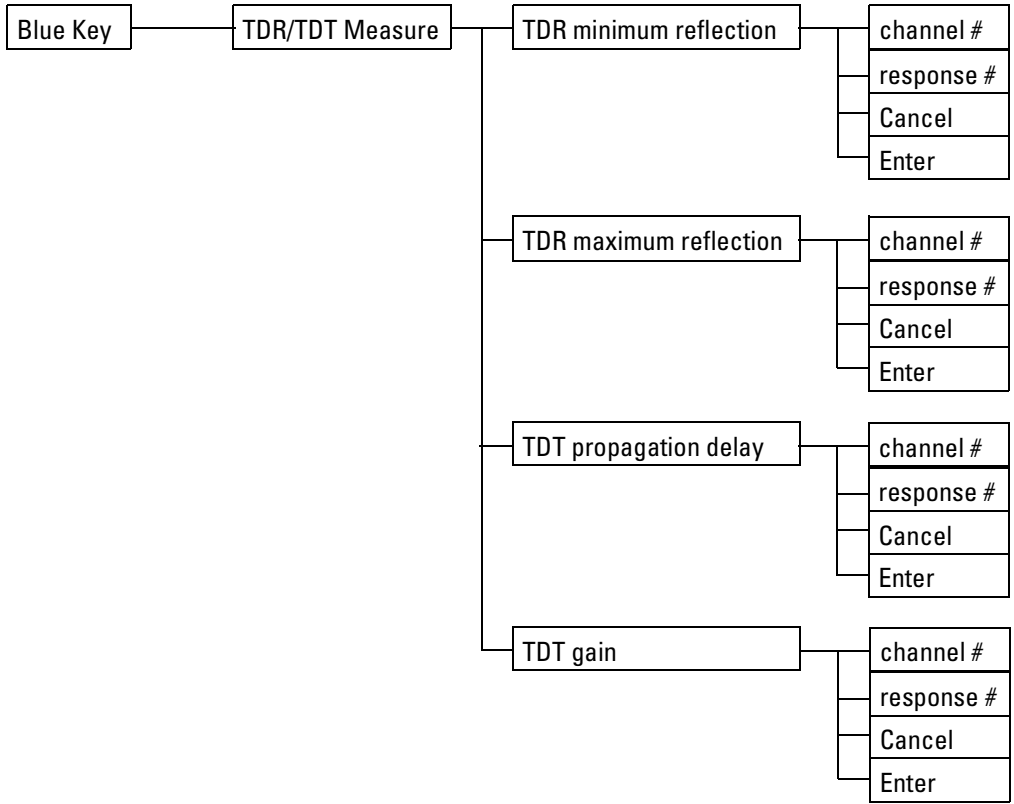 Blue Key
TDR/TDT Measure
TDR minimum reflection
channel #
response #
Cancel
Enter
TDR maximum reflection
channel #
response #
Cancel
Enter
TDT propagation delay
channel #
response #
Cancel
Enter
TDT gain
channel #
response #
Cancel
Enter